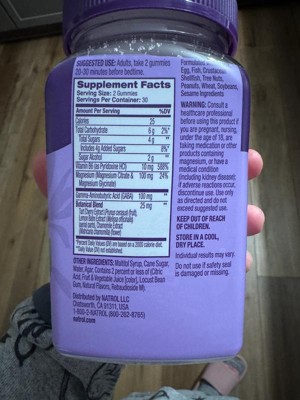 SUGGESTED USE: Adults, take 2 gummies
20-30 minutes before bedtime.
Supplement Facts
Serving Size: 2 Gummies
Servings Per Container: 30
Amount Per Serving %DV
Calories 25
Total Carbohydrate 6 g 2%*
Total Sugars 4 g **
Includes 4g Added Sugars 8%*
Sugar Alcohol 2 g **
Vitamin B6 (as Pyridoxine HCl) 10 mg 588%
Magnesium (Magnesium Citrate & 100 mg 24%
Magnesium Glycinate)
Gamma-Aminobutyric Acid (GABA) 100 mg **
Botanical Blend 25 mg **
Tart Cherry Extract (Prunus cerasus) (fruit),
Lemon Balm Extract (Melissa officinalis)
Chamomile Extract
(flower)
*Percent Daily Values (DV) are based on a 2000 calorie diet.
**Daily Value (DV) not established.
OTHER INGREDIENTS: Maltitol Syrup, Cane Sugar,
Water, Agar, Contains 2 percent or less of (Citric
Acid, Fruit & Vegetable Juice [color], Locust Bean
Gum, Natural Flavors, Rebaudioside M).
Distributed by NATROL LLC
Chatsworth, CA 91311, USA
1-800-2-NATROL (800-262-8765)
natrol.com
Formulated
Egg, Fish, Crustacean
Shellfish, Tree Nuts,
Peanuts, Wheat, Soybeans,
Sesame Ingredients
WARNING: Consult a
healthcare professional
before using this product if
you are pregnant, nursing,
under the age of 18, are
taking medication or other
products containing
magnesium, or have a
medical condition
(including kidney disease).
If adverse reactions occur,
discontinue use. Use only
as directed and do not
exceed suggested use.
KEEP OUT OF REACH
OF CHILDREN.
STORE IN A COOL,
DRY PLACE.
Individual results may vary.
Do not use if safety seal
is damaged or missing.